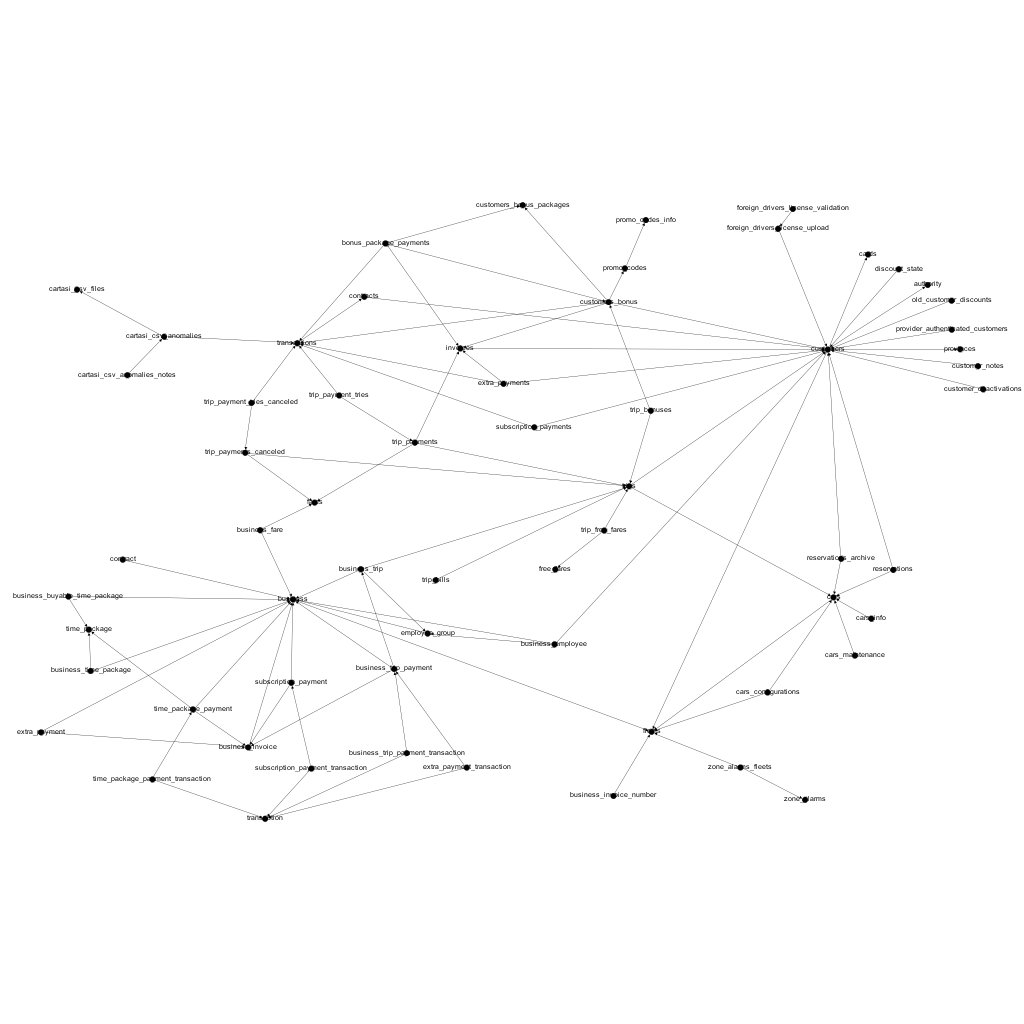 customers_bonus_packages
foreign_drivers_license_validation
promo_codes_info
foreign_drivers_license_upload
bonus_package_payments
cards
promo_codes
discount_state
authority
cartasi_csv_files
contracts
old_customer_discounts
customers_bonus
provider_authenticated_customers
cartasi_csv_anomalies
transactions
invoices
customers
provinces
customer_notes
cartasi_csv_anomalies_notes
extra_payments
customer_deactivations
trip_payment_tries
trip_payment_tries_canceled
trip_bonuses
subscription_payments
trip_payments
trip_payments_canceled
trips
business_fare
trip_free_fares
contract
reservations_archive
business_trip
free_fares
reservations
trip_bills
business_buyable_time_package
business
cars
cars_info
time_package
employee_group
business_employee
cars_maintenance
business_time_package
business_trip_payment
subscription_payment
cars_configurations
time_package_payment
extra_payment
fleets
business_invoice
business_trip_payment_transaction
subscription_payment_transaction
extra_payment_transaction
zone_alarms_fleets
time_package_payment_transaction
business_invoice_number
zone_alarms
transaction